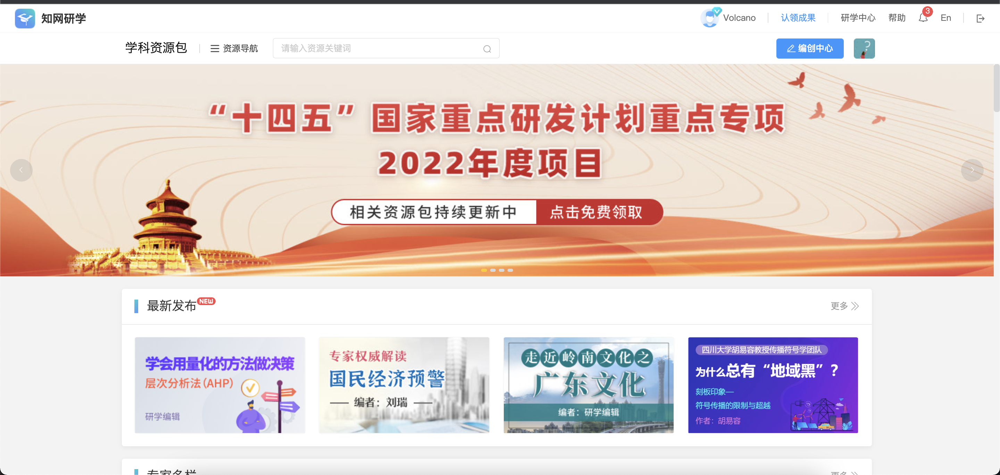 知网研学
Volcano
认领成果
研学中心
帮助
3
En
学科资源包
资源导航
请输入资源关键词
编创中心
?
“十四五”国家重点研发计划重点专项
2022年度项目
相关资源包持续更新中
点击免费领取
最新发布
NEW
更多
学会用量化的方法做决策
层次分析法(AHP)
研学编辑
专家权威解读
国民经济预警
编者：刘瑞
走近岭南文化之
广东文化
编者：研学编辑
四川大学胡易容教授传播符号学团队
为什么总有“地域黑”？
刻板印象—
符号传播的限制与超越
作者：胡易容
专家名栏
更多